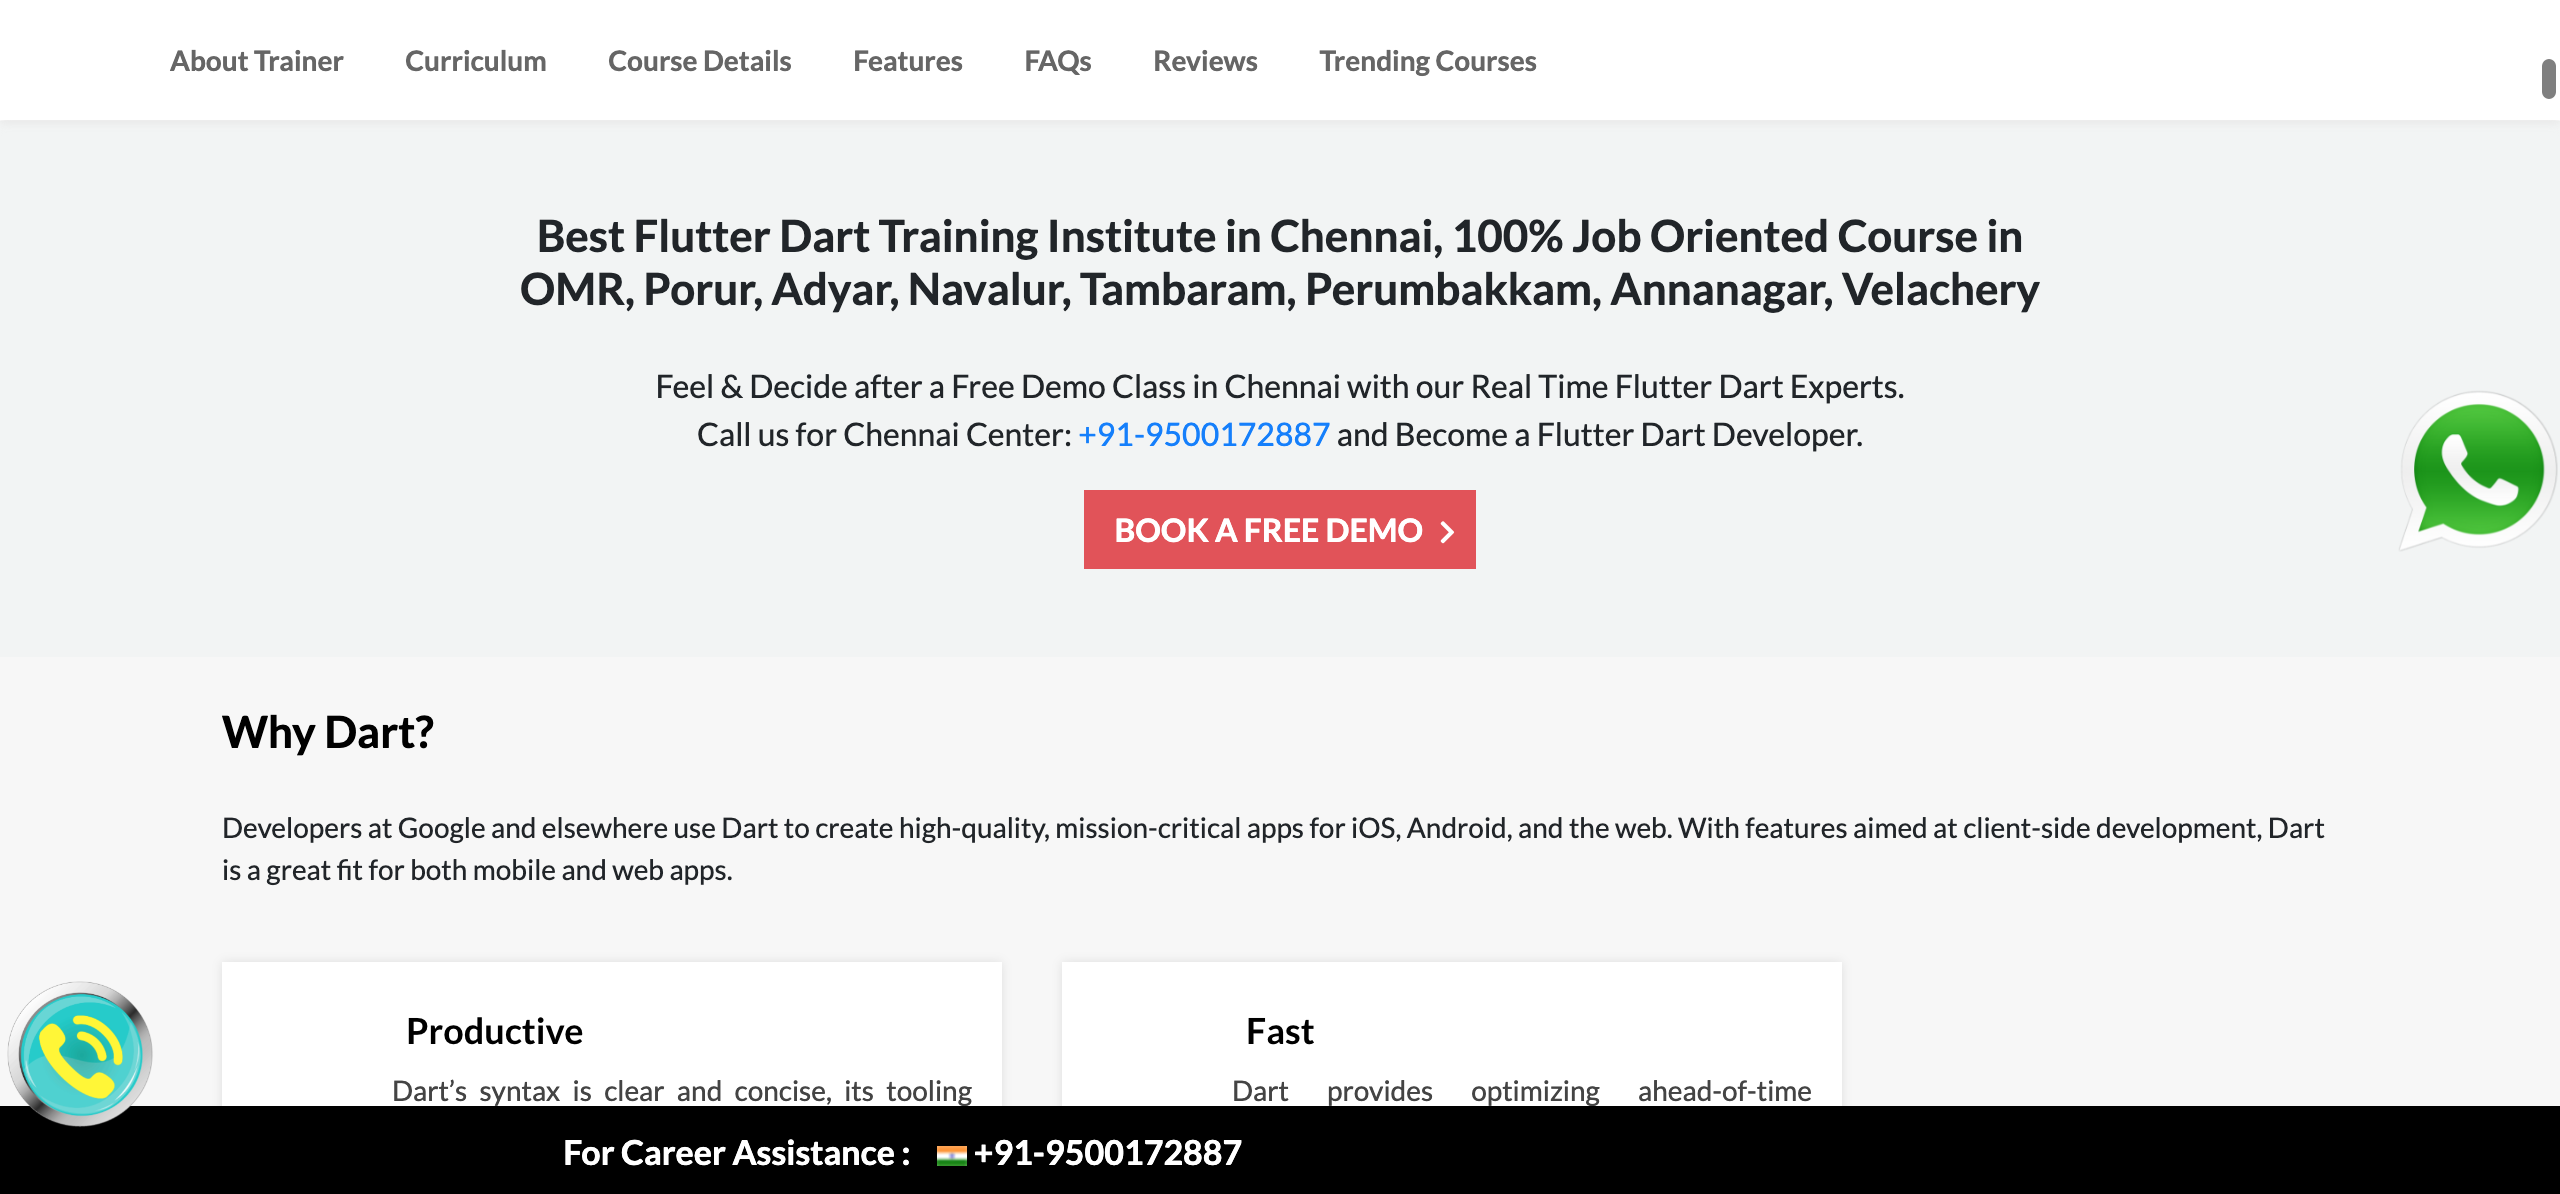 About Trainer Curriculum Course Details Features FAQs Reviews Trending Courses
Best Flutter Dart Training Institute in Chennai, 100% Job Oriented Course in
OMR, Porur, Adyar, Navalur, Tambaram, Perumbakkam, Annanagar, Velachery
Feel & Decide after a Free Demo Class in Chennai with our Real Time Flutter Dart Experts.
Call us for Chennai Center: +91-9500172887 and Become a Flutter Dart Developer.
BOOK A FREE DEMO
Why Dart?
Developers at Google and elsewhere use Dart to create high-quality, mission-critical apps for iOS, Android, and the web. With features aimed at client-side development, Dart
is a great fit for both mobile and web apps.
Productive
Dart’s syntax is clear and concise, its tooling
Fast
Dart provides optimizing ahead-of-time
For Career Assistance : +91-9500172887